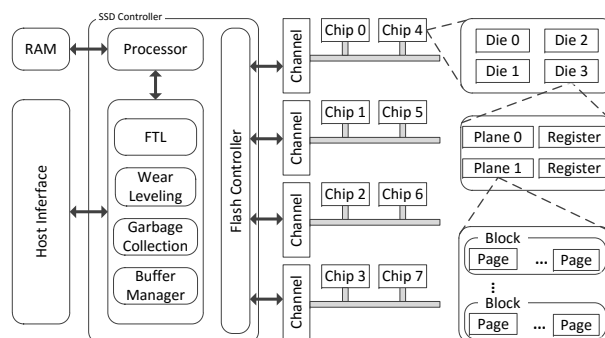 SSD Controller
RAM
Processor
Host Inferface
FTL
Wear
Leveling
Garbage
Collection
Buffer
Manager
Flash Controller
Channel
Chip 0
Chip 4
Channel
Chip 1
Chip 5
Channel
Chip 2
Chip 6
Channel
Chip 3
Chip 7
Die 0
Die 2
Die 1
Die 3
Plane 0
Register
Plane 1
Register
Block
Page ... Page
...
Block
Page ... Page